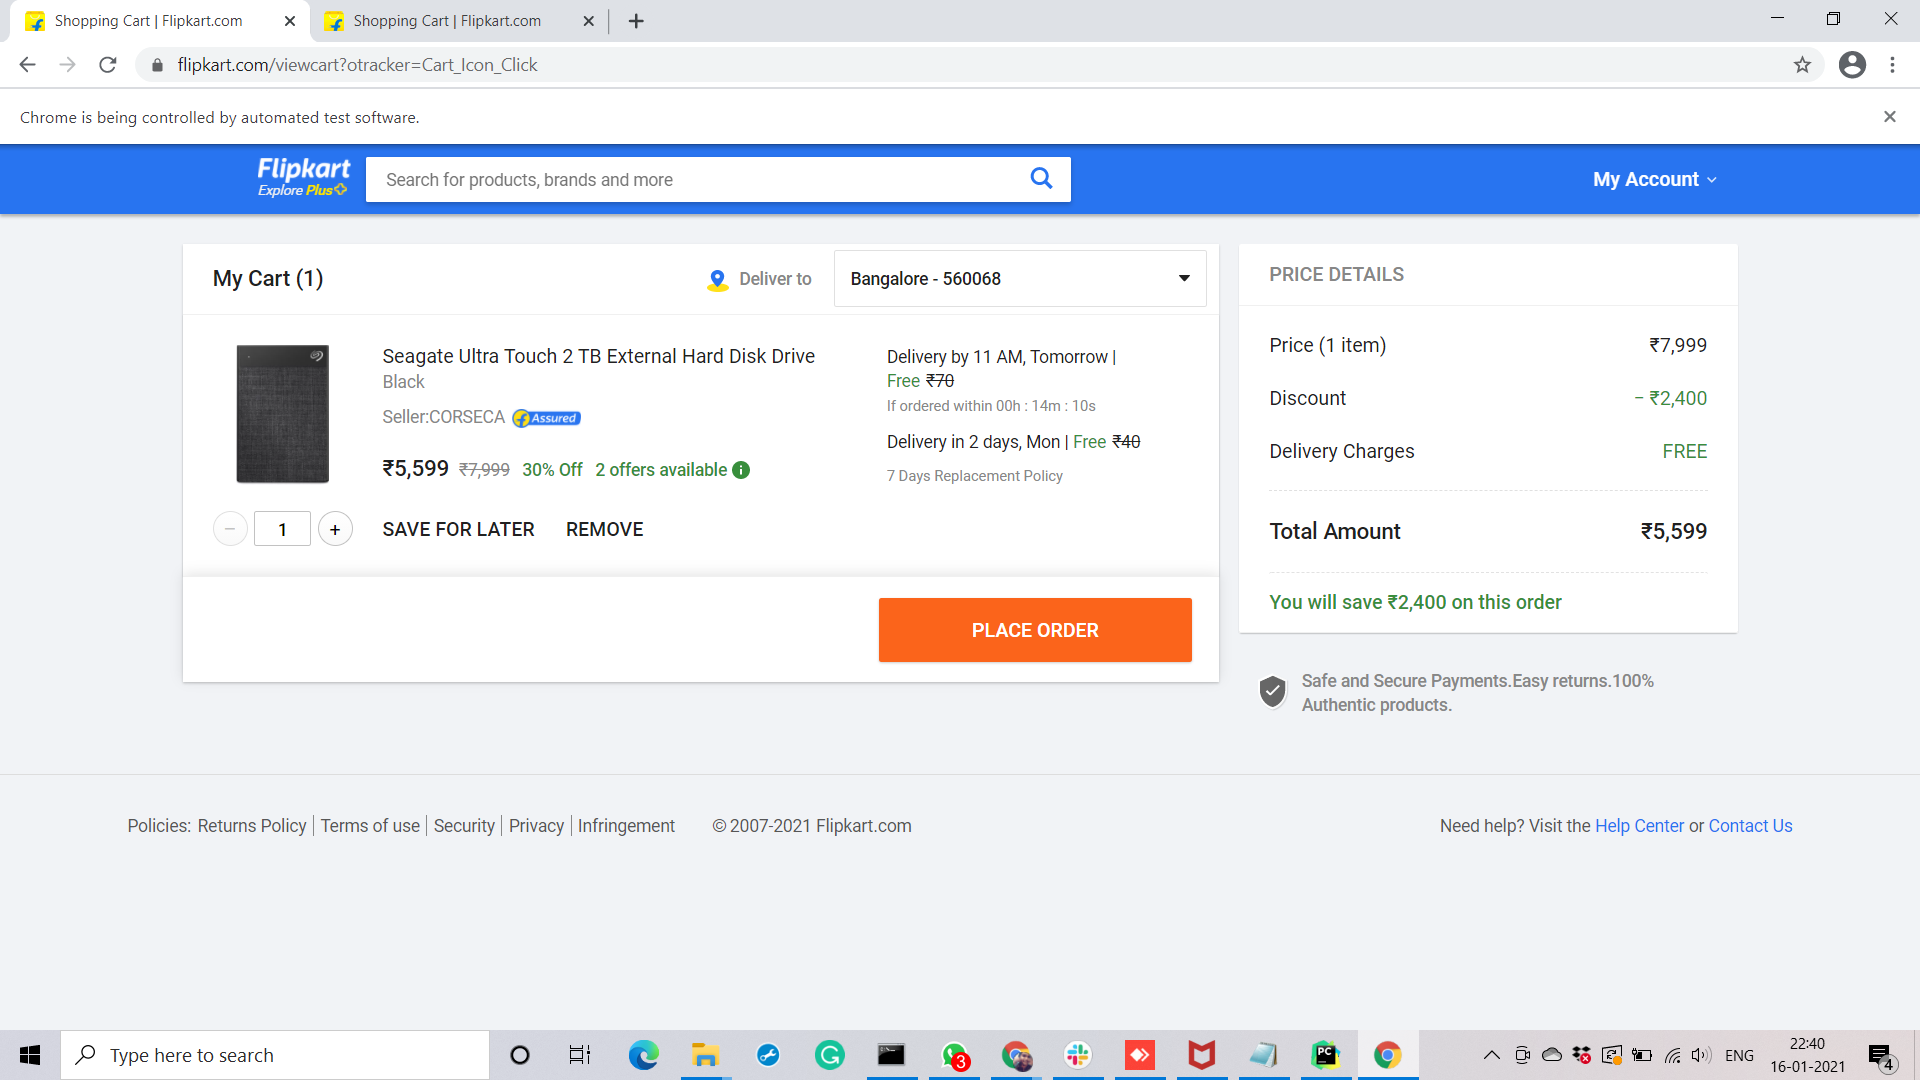 Shopping Cart | Flipkart.com
Shopping Cart | Flipkart.com
flipkart.com/viewcart?otracker=Cart_Icon_Click
Chrome is being controlled by automated test software.
Flipkart
Explore Plus
Search for products, brands and more
My Account
My Cart (1)
Deliver to
Bangalore - 560068
Seagate Ultra Touch 2 TB External Hard Disk Drive
Black
Seller:CORSECA
Assured
₹5,599 ₹7,999 30% Off 2 offers available
Delivery by 11 AM, Tomorrow |
Free ₹70
If ordered within 00h : 14m : 10s
Delivery in 2 days, Mon | Free ₹40
7 Days Replacement Policy
− 1 +
SAVE FOR LATER
REMOVE
PLACE ORDER
PRICE DETAILS
Price (1 item) ₹7,999
Discount − ₹2,400
Delivery Charges FREE
Total Amount ₹5,599
You will save ₹2,400 on this order
Safe and Secure Payments.Easy returns.100%
Authentic products.
Policies: Returns Policy | Terms of use | Security | Privacy | Infringement
© 2007-2021 Flipkart.com
Need help? Visit the Help Center or Contact Us
Type here to search
3
PC
ENG
22:40
16-01-2021
4